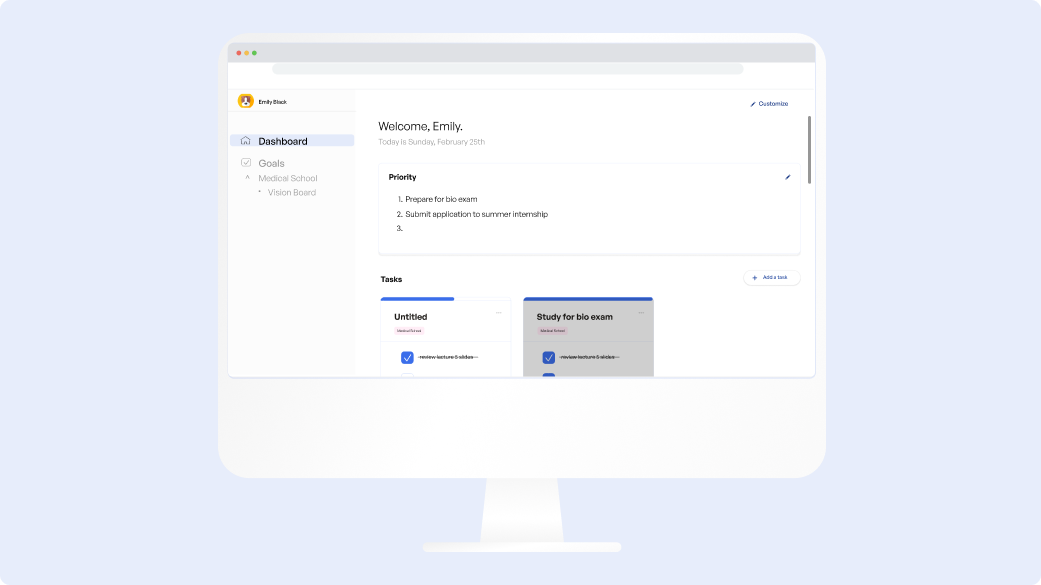 Emily Black
Customize
Dashboard
Goals
Medical School
Vision Board
Welcome, Emily.
Today is Sunday, February 25th
Priority
1. Prepare for bio exam
2. Submit application to summer internship
3.
Tasks
Add a task
Untitled
Medical School
review lecture 5 slides
Study for bio exam
Medical School
review lecture 5 slides